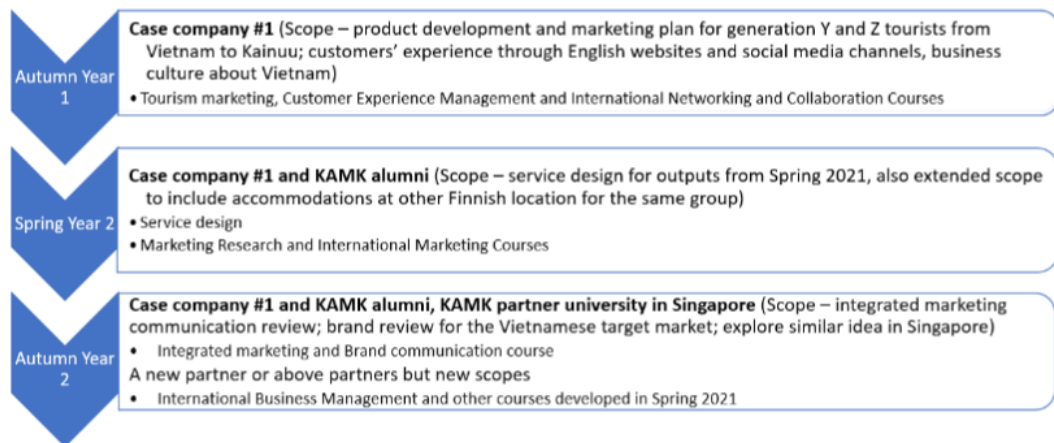 Autumn Year
1
Case company #1 (Scope – product development and marketing plan for generation Y and Z tourists from
Vietnam to Kainuu; customers' experience through English websites and social media channels, business
culture about Vietnam)
• Tourism marketing, Customer Experience Management and International Networking and Collaboration Courses
Spring Year 2
Case company #1 and KAMK alumni (Scope – service design for outputs from Spring 2021, also extended scope
to include accommodations at other Finnish location for the same group)
• Service design
• Marketing Research and International Marketing Courses
Autumn Year
2
Case company #1 and KAMK alumni, KAMK partner university in Singapore (Scope – integrated marketing
communication review; brand review for the Vietnamese target market; explore similar idea in Singapore)
• Integrated marketing and Brand communication course
A new partner or above partners but new scopes
• International Business Management and other courses developed in Spring 2021